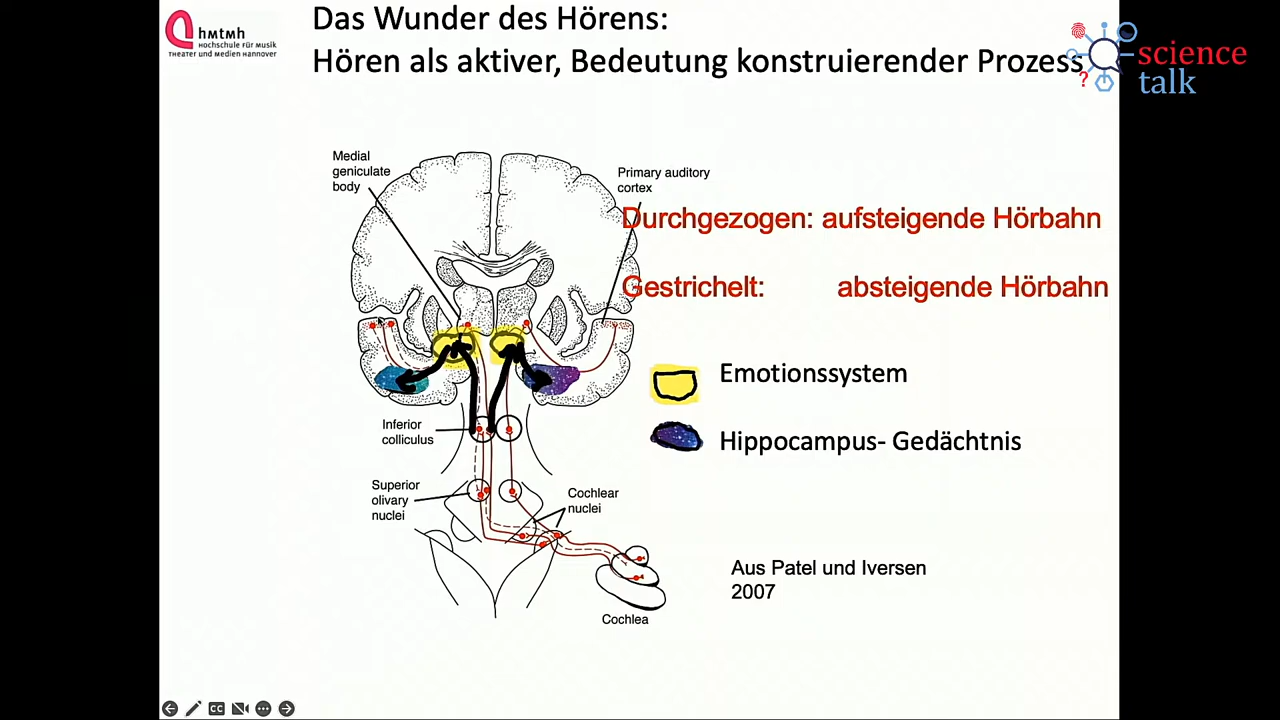 hmtmh
Hochschule für Musik
Theater und Medien Hannover
Das Wunder des Hörens:
Hören als aktiver, Bedeutung konstruierender Prozess
?
science
talk
Medial
geniculate
body
Primary auditory
cortex
Durchgezogen: aufsteigende Hörbahn
Gestrichelt: absteigende Hörbahn
Emotionssystem
Inferior
colliculus
Hippocampus- Gedächtnis
Superior
olivary
nuclei
Cochlear
nuclei
Aus Patel und Iversen
2007
Cochlea
CC